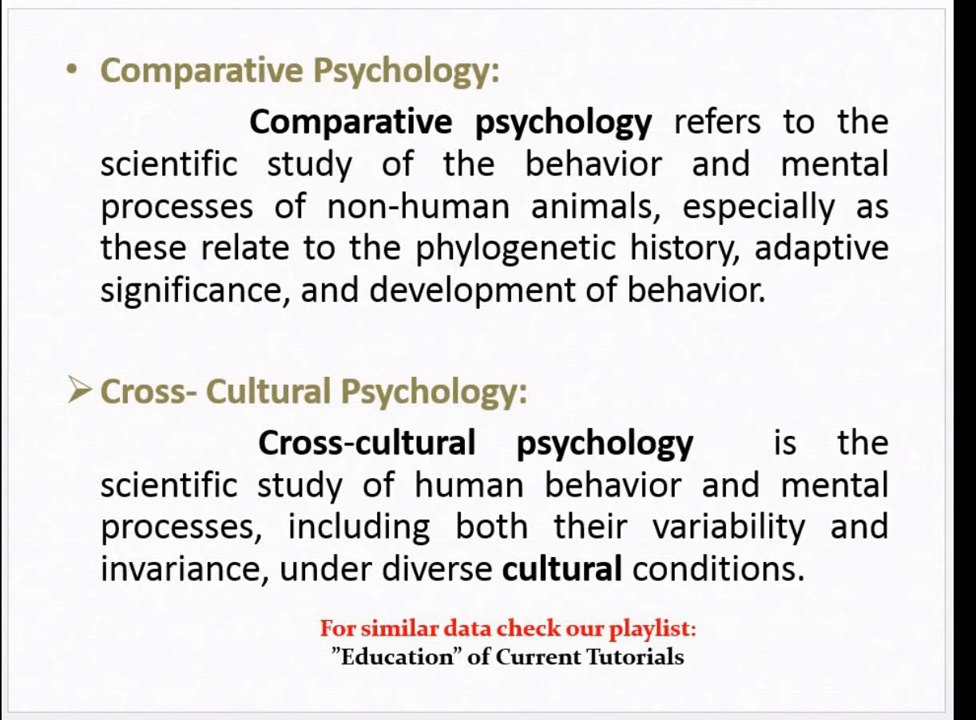 • Comparative Psychology:
Comparative psychology refers to the
scientific study of the behavior and mental
processes of non-human animals, especially as
these relate to the phylogenetic history, adaptive
significance, and development of behavior.
➢ Cross- Cultural Psychology:
Cross-cultural psychology is the
scientific study of human behavior and mental
processes, including both their variability and
invariance, under diverse cultural conditions.
For similar data check our playlist:
”Education” of Current Tutorials